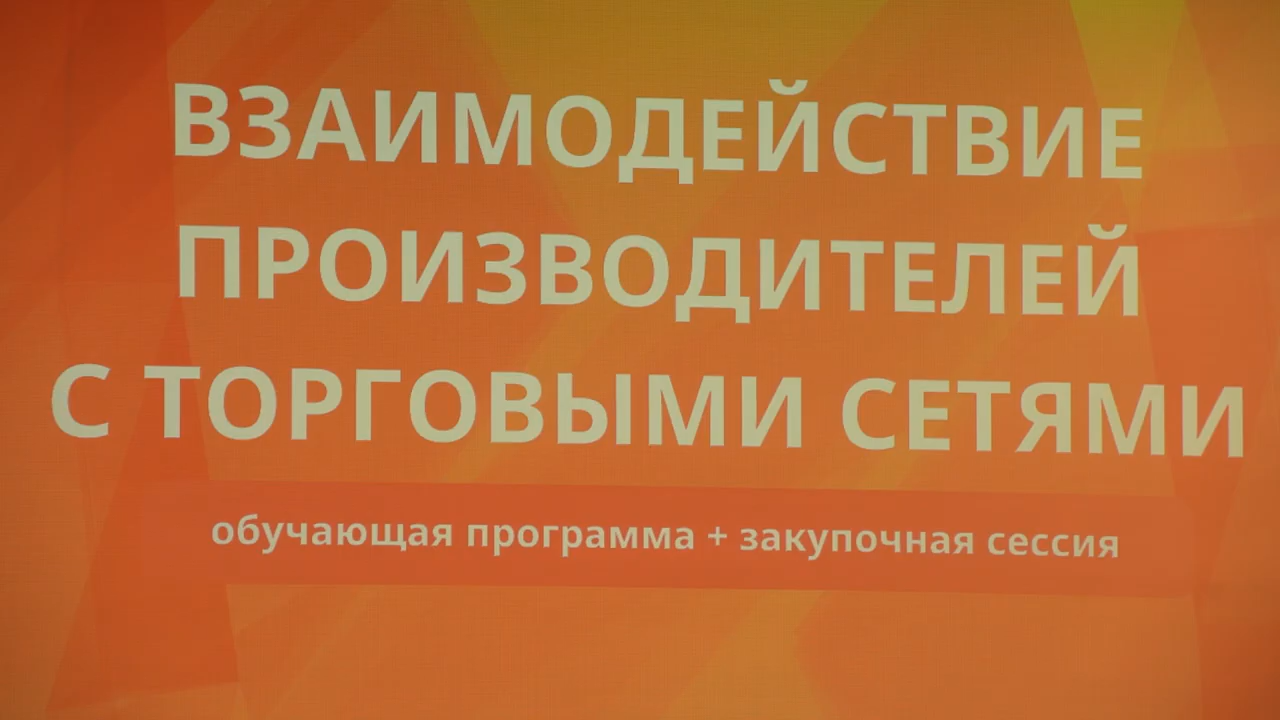 ВЗАИМОДЕЙСТВИЕ
ПРОИЗВОДИТЕЛЕЙ
С ТОРГОВЫМИ СЕТЯМИ
обучающая программа + закупочная сессия